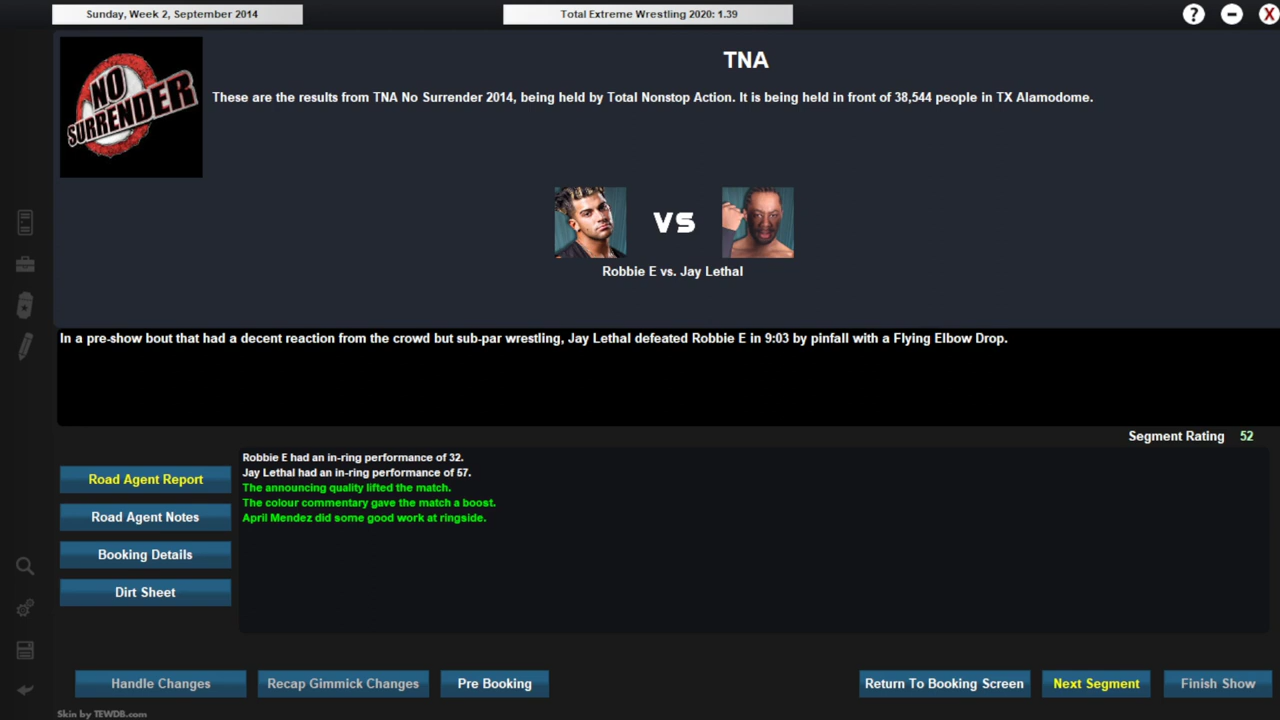 Sunday, Week 2, September 2014
Total Extreme Wrestling 2020: 1.39
?
X
NO
SURRENDER
TNA
These are the results from TNA No Surrender 2014, being held by Total Nonstop Action. It is being held in front of 38,544 people in TX Alamodome.
VS
Robbie E vs. Jay Lethal
In a pre-show bout that had a decent reaction from the crowd but sub-par wrestling, Jay Lethal defeated Robbie E in 9:03 by pinfall with a Flying Elbow Drop.
Segment Rating 52
Road Agent Report
Road Agent Notes
Booking Details
Dirt Sheet
Robbie E had an in-ring performance of 32.
Jay Lethal had an in-ring performance of 57.
The announcing quality lifted the match.
The colour commentary gave the match a boost.
April Mendez did some good work at ringside.
Handle Changes
Recap Gimmick Changes
Pre Booking
Return To Booking Screen
Next Segment
Finish Show
Skin by TEWDB.com